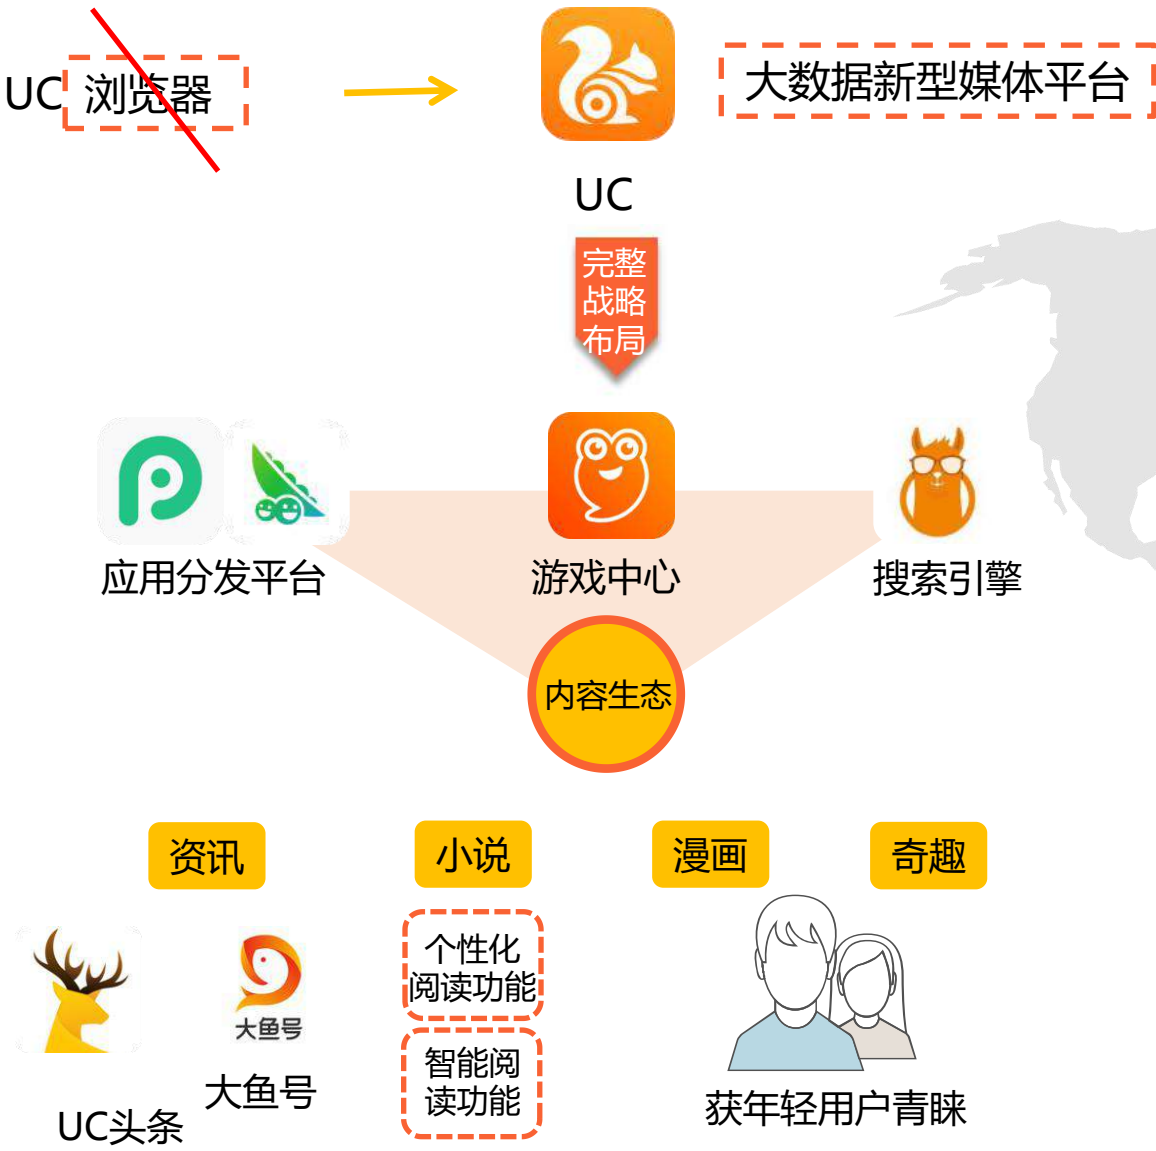 UC 浏览器
大数据新型媒体平台
UC
完整
战略
布局
应用分发平台
游戏中心
搜索引擎
内容生态
资讯
小说
漫画
奇趣
个性化
阅读功能
智能阅
读功能
大鱼号
大鱼号
UC头条
获年轻用户青睐